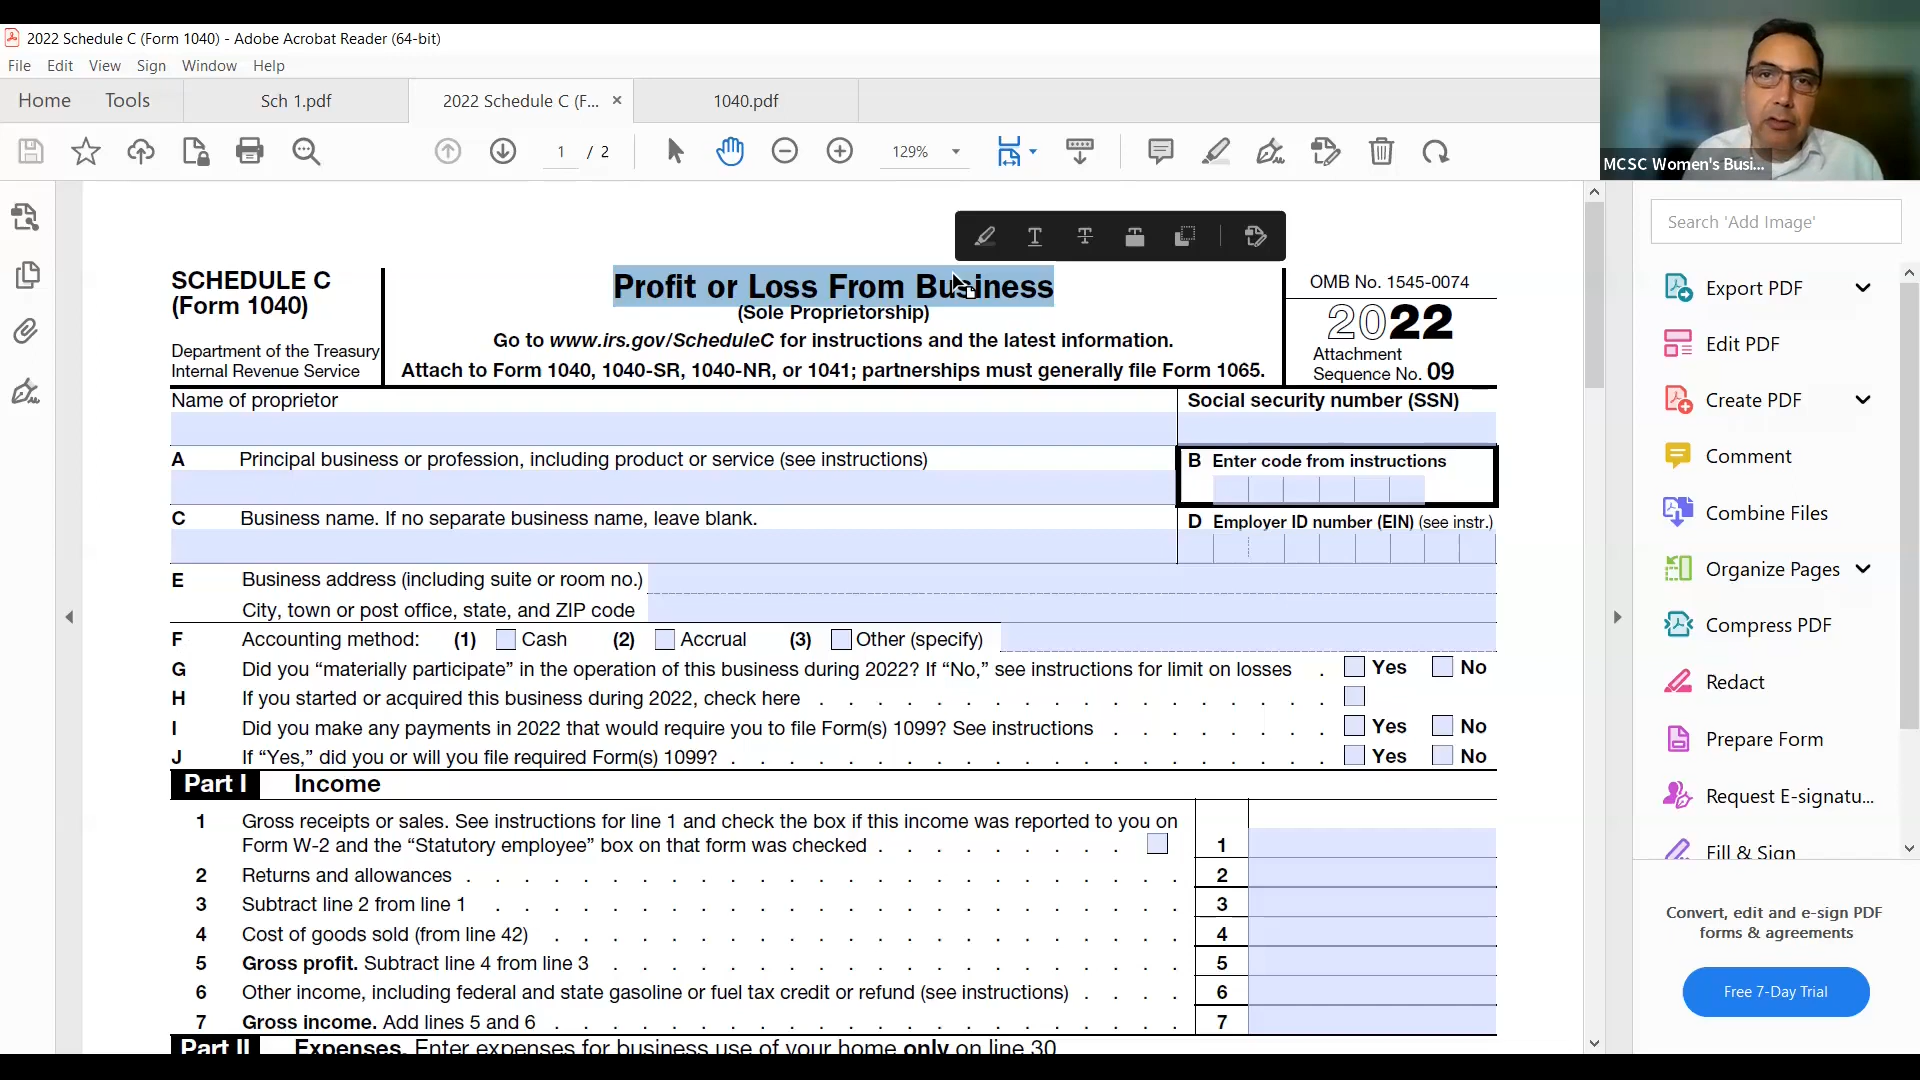 2022 Schedule C (Form 1040) - Adobe Acrobat Reader (64-bit)
File Edit View Sign Window Help
Home Tools Sch 1.pdf 2022 Schedule C (F... × 1040.pdf
1 / 2 129%
MCSC Women's Busi...
SCHEDULE C
(Form 1040)
Department of the Treasury
Internal Revenue Service
Profit or Loss From Business
(Sole Proprietorship)
Go to www.irs.gov/ScheduleC for instructions and the latest information.
Attach to Form 1040, 1040-SR, 1040-NR, or 1041; partnerships must generally file Form 1065.
OMB No. 1545-0074
2022
Attachment
Sequence No. 09
Name of proprietor
Social security number (SSN)
A Principal business or profession, including product or service (see instructions)
B Enter code from instructions
C Business name. If no separate business name, leave blank.
D Employer ID number (EIN) (see instr.)
E Business address (including suite or room no.)
City, town or post office, state, and ZIP code
F Accounting method: (1) Cash (2) Accrual (3) Other (specify)
G Did you “materially participate” in the operation of this business during 2022? If “No,” see instructions for limit on losses . Yes No
H If you started or acquired this business during 2022, check here . . . . . . . . . . . . . . . . . .
I Did you make any payments in 2022 that would require you to file Form(s) 1099? See instructions . . . . . . . . Yes No
J If “Yes,” did you or will you file required Form(s) 1099? . . . . . . . . . . . . . . . . . . . . . Yes No
Part I Income
1 Gross receipts or sales. See instructions for line 1 and check the box if this income was reported to you on
Form W-2 and the “Statutory employee” box on that form was checked . . . . . . . . . 1
2 Returns and allowances . . . . . . . . . . . . . . . . . . . . . . . . . 2
3 Subtract line 2 from line 1 . . . . . . . . . . . . . . . . . . . . . . . . 3
4 Cost of goods sold (from line 42) . . . . . . . . . . . . . . . . . . . . . . 4
5 Gross profit. Subtract line 4 from line 3 . . . . . . . . . . . . . . . . . . . . 5
6 Other income, including federal and state gasoline or fuel tax credit or refund (see instructions) . . . . 6
7 Gross income. Add lines 5 and 6 . . . . . . . . . . . . . . . . . . . . . . 7
Part II Expenses. Enter expenses for business use of your home only on line 30.
Search 'Add Image'
Export PDF
Edit PDF
Create PDF
Comment
Combine Files
Organize Pages
Compress PDF
Redact
Prepare Form
Request E-signatu...
Fill & Sign
Convert, edit and e-sign PDF
forms & agreements
Free 7-Day Trial